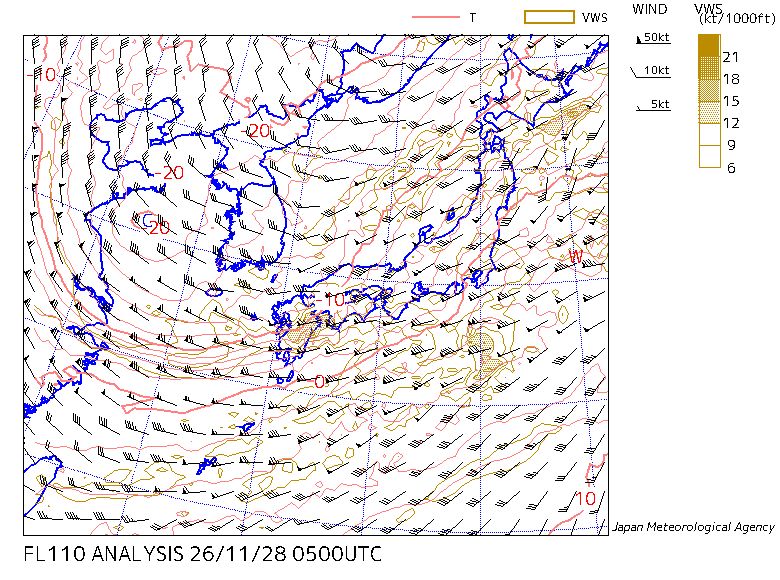 T VWS WIND VWS
(kt/1000ft)
50kt
10kt
5kt
21
18
15
12
9
6
-10
-20
-20
-20
W
-10
0
10
Japan Meteorological Agency
FL110 ANALYSIS 26/11/28 0500UTC